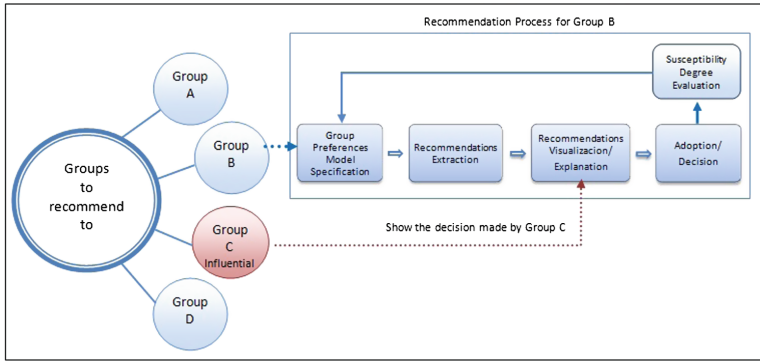 Recommendation Process for Group B
Groups
to
recommend
to
Group
A
Group
B
Group
C
Influential
Group
D
Group
Preferences
Model
Specification
Recommendations
Extraction
Recommendations
Visualizacion/
Explanation
Adoption/
Decision
Susceptibility
Degree
Evaluation
Show the decision made by Group C